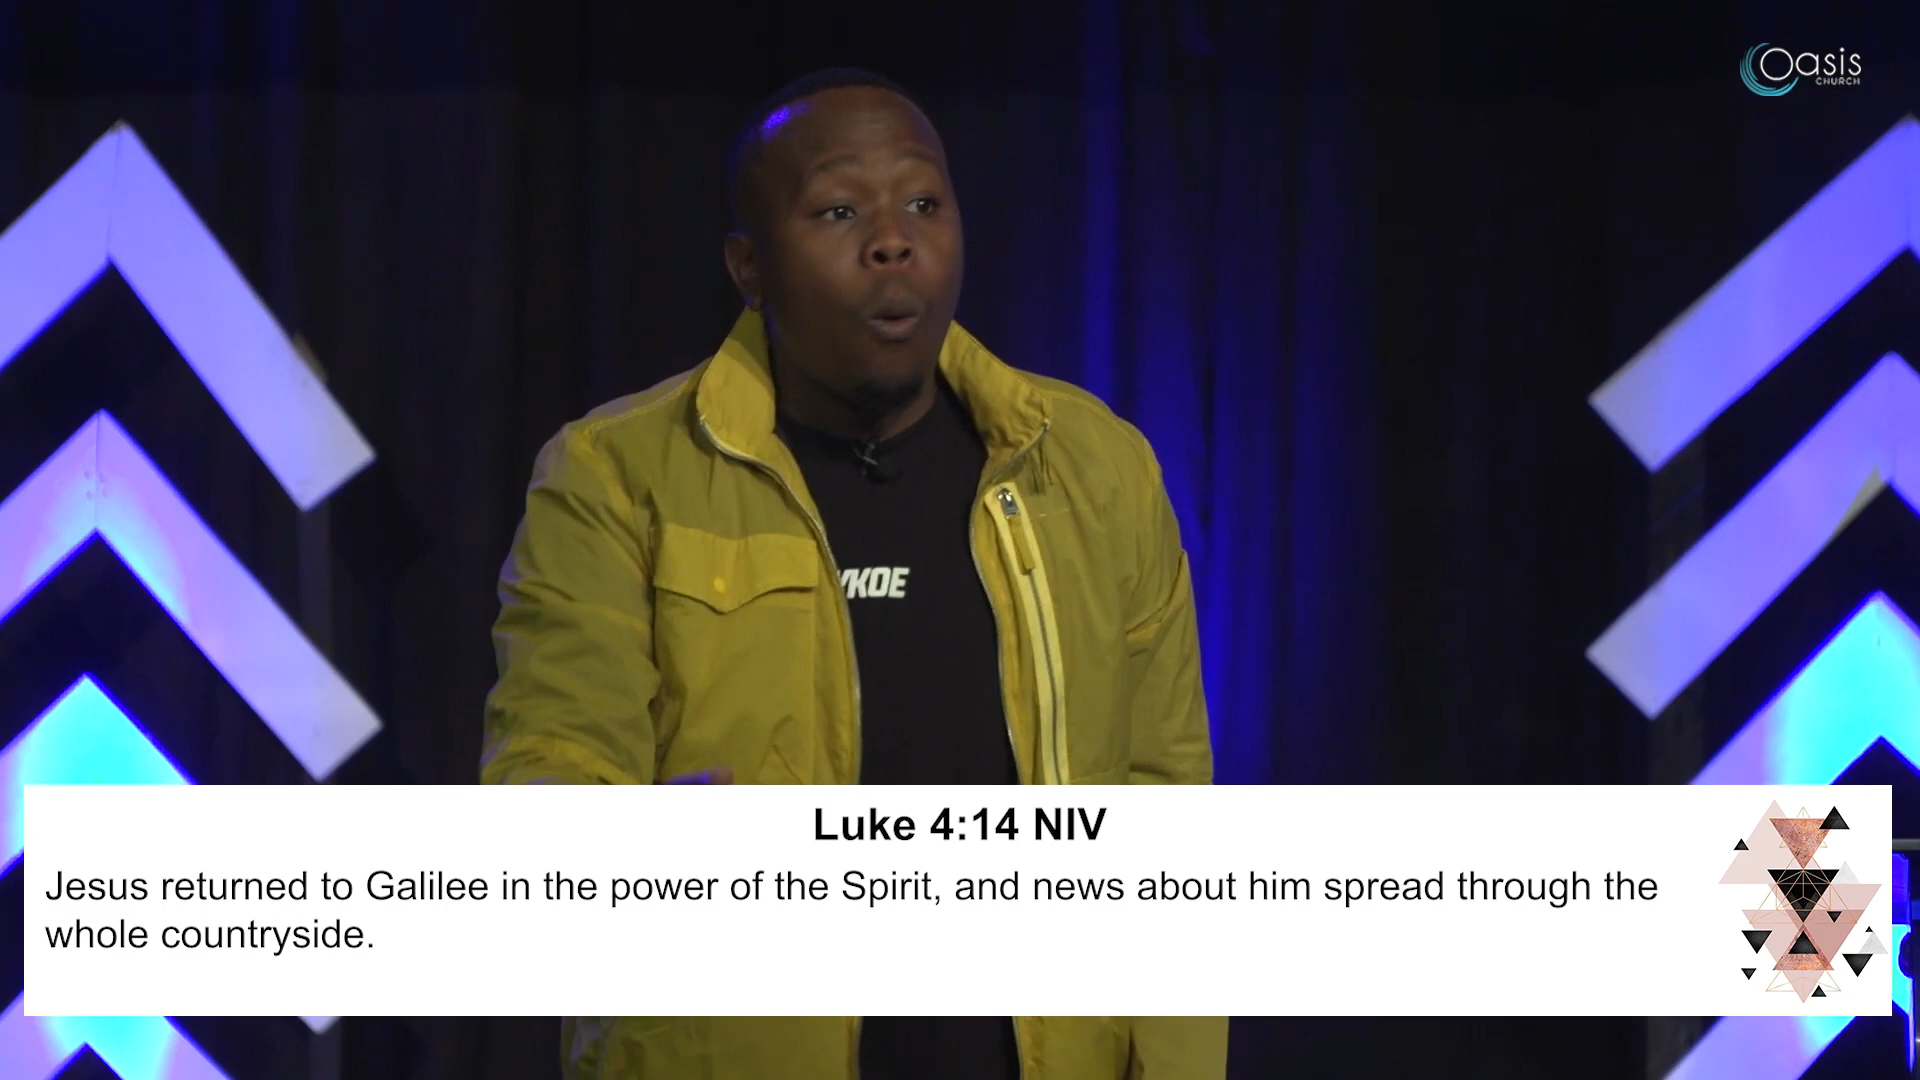 Oasis
CHURCH
YKOE
Luke 4:14 NIV
Jesus returned to Galilee in the power of the Spirit, and news about him spread through the
whole countryside.